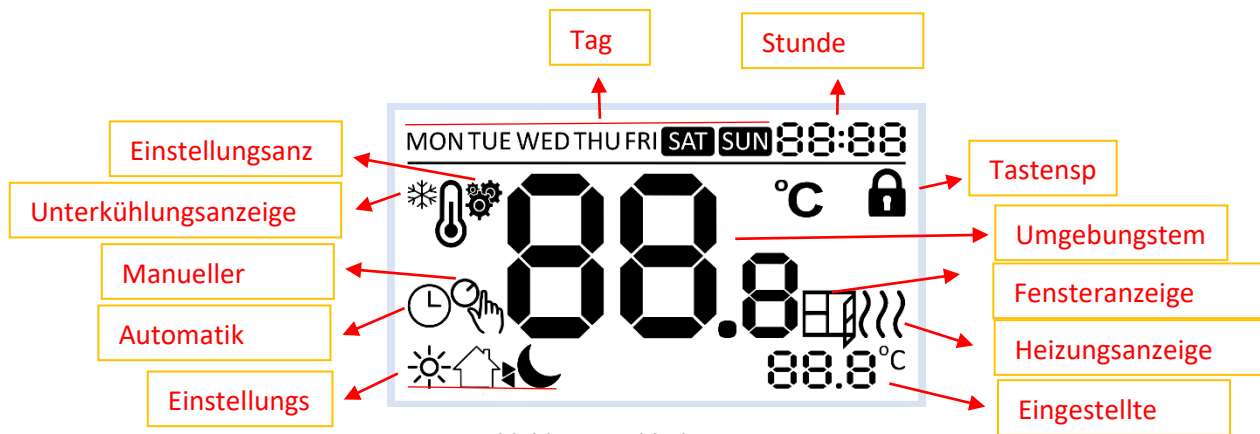 Tag
Stunde
MON TUE WED THU FRI SAT SUN 88:88
Einstellungsanz
Unterkühlungsanzeige
°C
Tastensp
88.8
Umgebungstem
Manueller
Fensteranzeige
Automatik
Heizungsanzeige
88.8°C
Einstellungs
Eingestellte